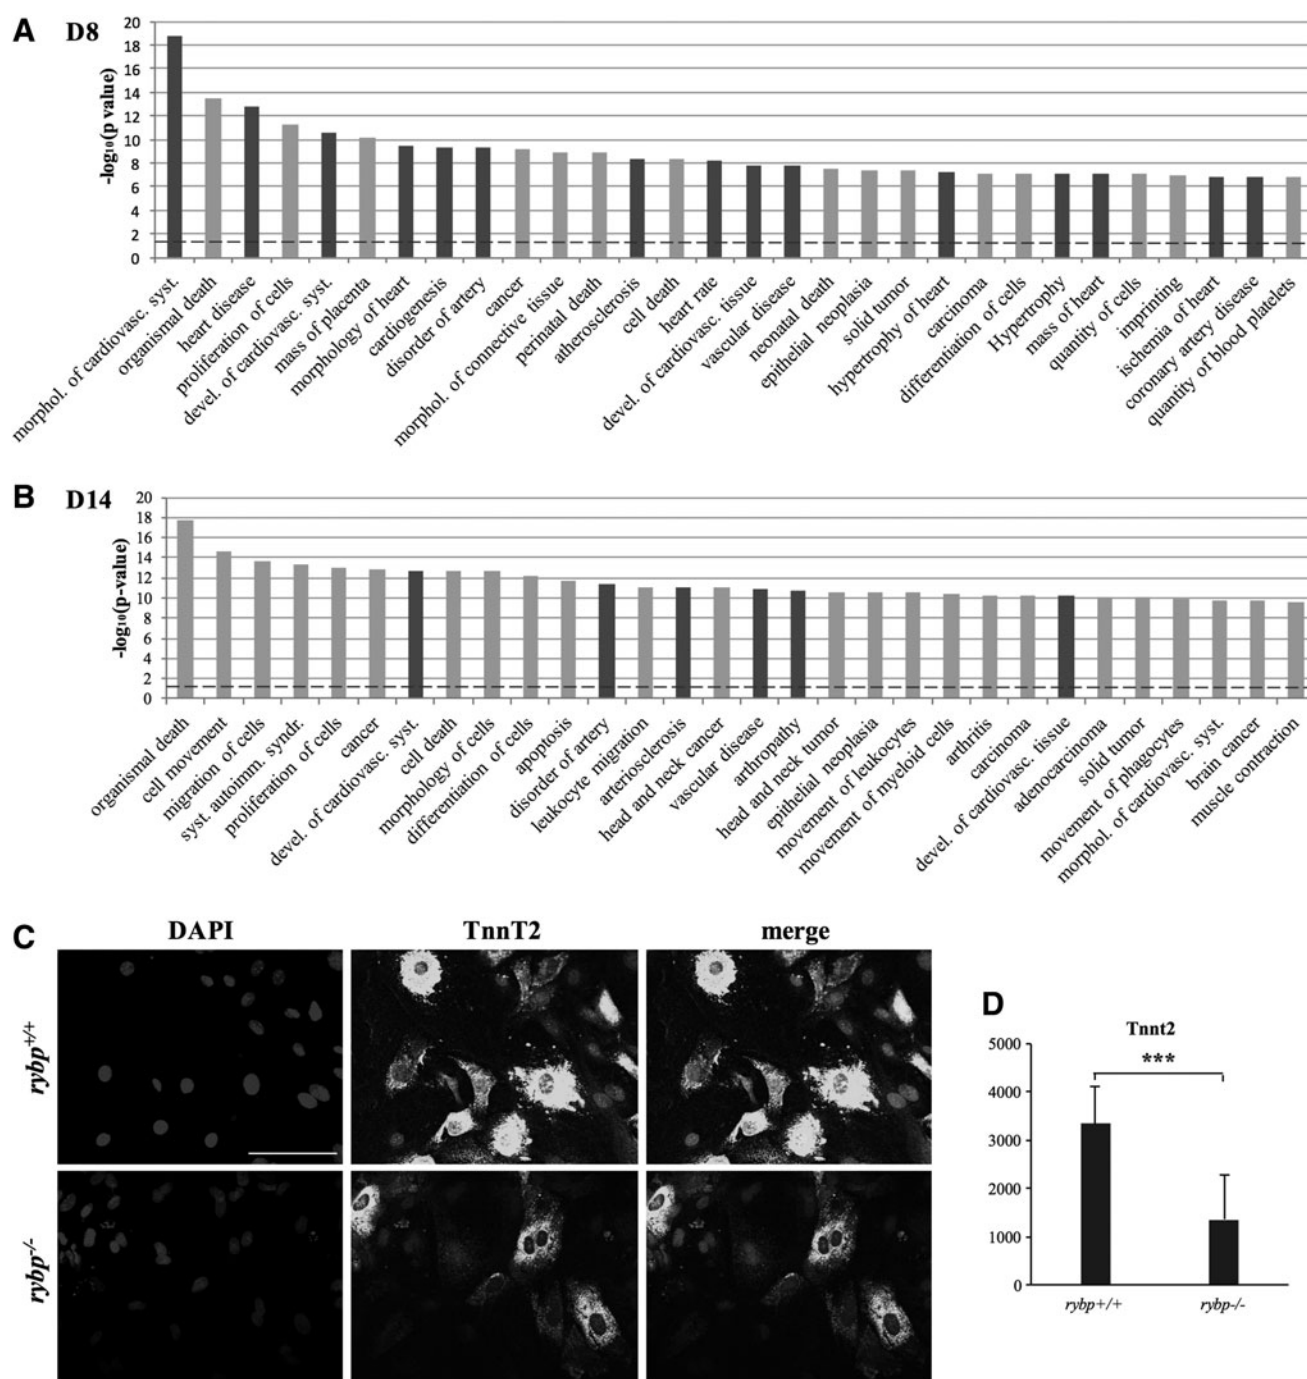 A D8
-log₁₀(p value)
20
18
16
14
12
10
8
6
4
2
0
morphol. of cardiovasc. syst.
organismal death
heart disease
proliferation of cells
devel. of cardiovasc. syst.
mass of placenta
morphology of heart
cardiogenesis
disorder of artery
cancer
morphol. of connective tissue
perinatal death
atherosclerosis
cell death
heart rate
devel. of cardiovasc. tissue
vascular disease
neonatal death
epithelial neoplasia
solid tumor
hypertrophy of heart
carcinoma
differentiation of cells
Hypertrophy
mass of heart
quantity of cells
imprinting
ischemia of heart
coronary artery disease
quantity of blood platelets
B D14
-log₁₀(p-value)
20
18
16
14
12
10
8
6
4
2
0
organismal death
cell movement
migration of cells
syst. autoimm. syndr.
proliferation of cells
cancer
devel. of cardiovasc. syst.
cell death
morphology of cells
differentiation of cells
apoptosis
disorder of artery
leukocyte migration
arteriosclerosis
head and neck cancer
vascular disease
arthropathy
head and neck tumor
epithelial neoplasia
movement of leukocytes
movement of myeloid cells
arthritis
carcinoma
devel. of cardiovasc. tissue
adenocarcinoma
solid tumor
movement of phagocytes
morphol. of cardiovasc. syst.
brain cancer
muscle contraction
C
DAPI TnnT2 merge
rybp+/+
rybp-/-
D
Tnnt2
***
5000
4000
3000
2000
1000
0
rybp+/+ rybp-/-